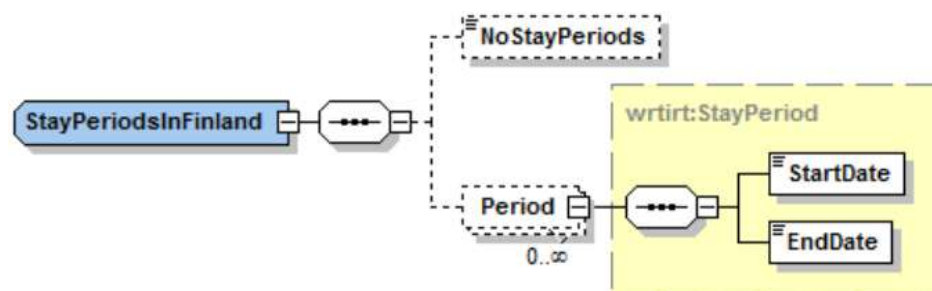 NoStayPeriods
StayPeriodsInFinland
wrtirt:StayPeriod
StartDate
Period
EndDate
0..∞